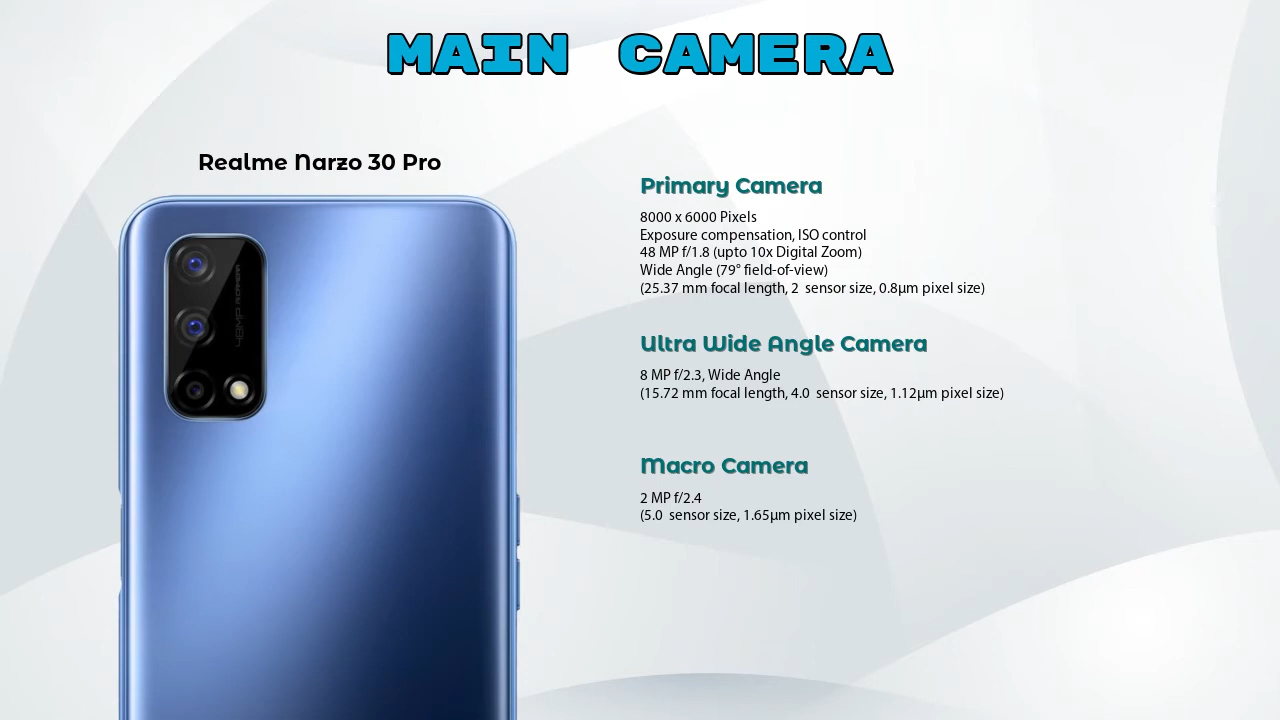 MAIN CAMERA
Realme Narzo 30 Pro
Primary Camera
8000 x 6000 Pixels
Exposure compensation, ISO control
48 MP f/1.8 (upto 10x Digital Zoom)
Wide Angle (79° field-of-view)
(25.37 mm focal length, 2  sensor size, 0.8µm pixel size)
Ultra Wide Angle Camera
8 MP f/2.3, Wide Angle
(15.72 mm focal length, 4.0  sensor size, 1.12µm pixel size)
Macro Camera
2 MP f/2.4
(5.0  sensor size, 1.65µm pixel size)
48MP AI CAMERA